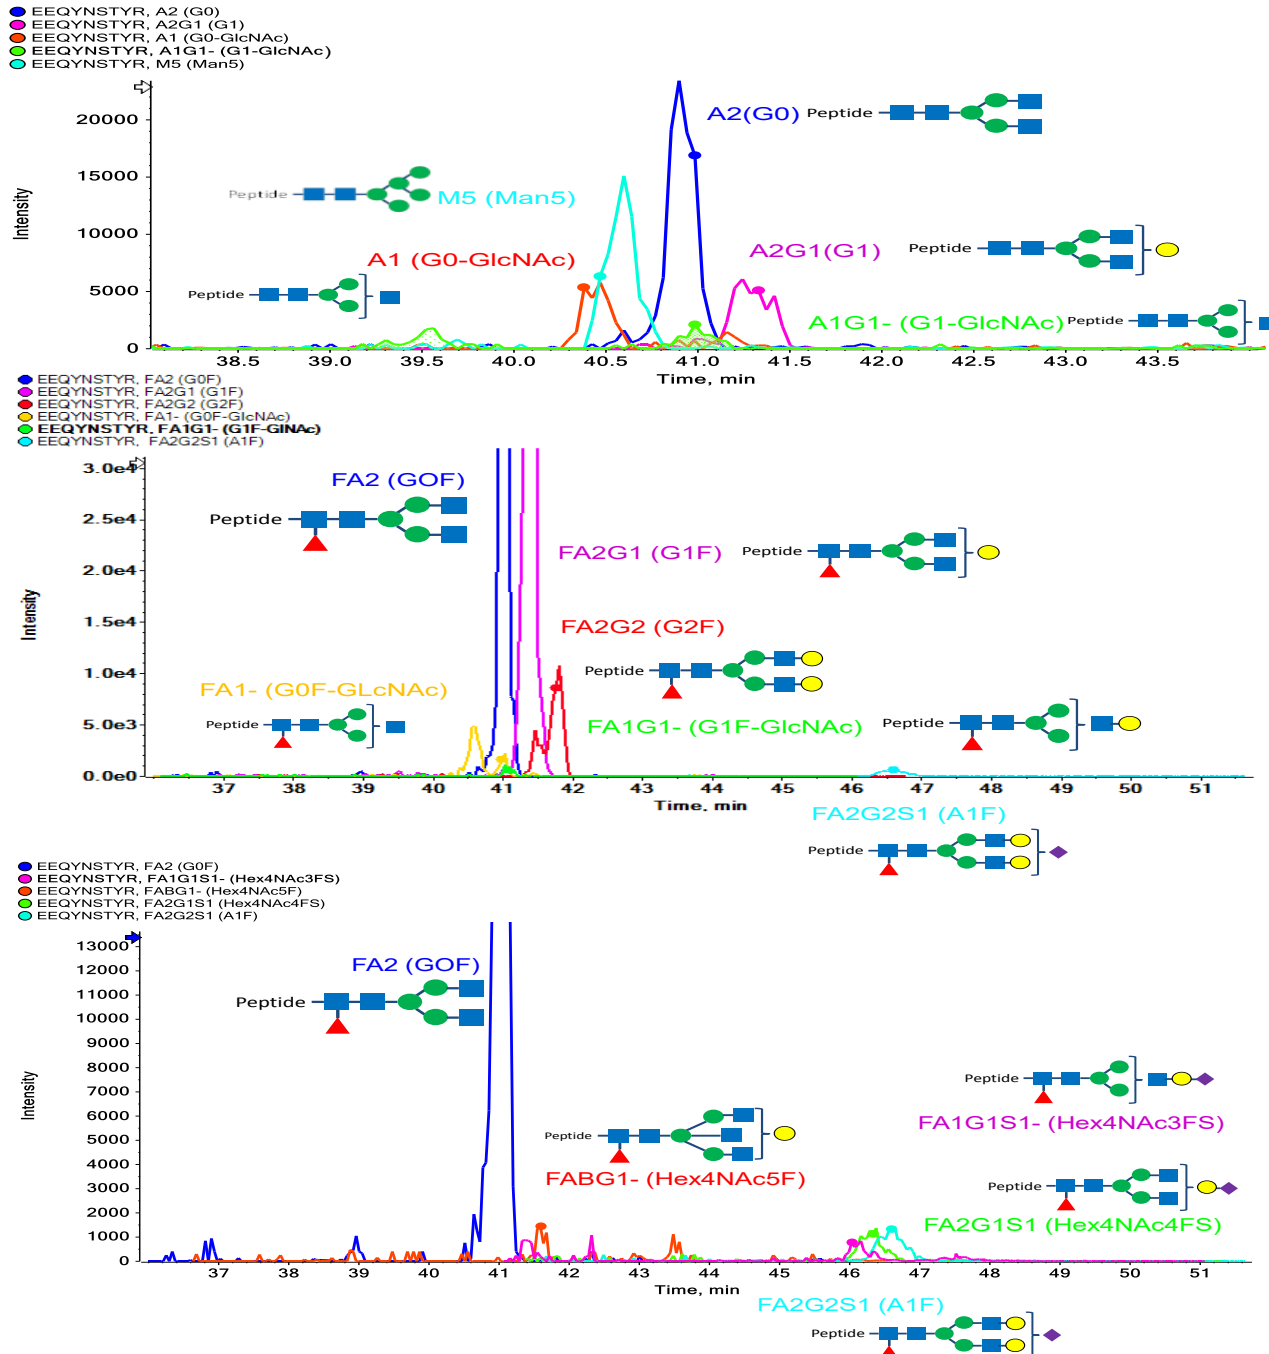 EEQYNSTYR, A2 (G0)
EEQYNSTYR, A2G1 (G1)
EEQYNSTYR, A1 (G0-GlcNAc)
EEQYNSTYR, A1G1- (G1-GlcNAc)
EEQYNSTYR, M5 (Man5)
A2(G0) Peptide
Peptide M5 (Man5)
A1 (G0-GlcNAc)
Peptide
A2G1(G1) Peptide
A1G1- (G1-GlcNAc) Peptide
Intensity
20000
15000
10000
5000
0
38.5 39.0 39.5 40.0 40.5 41.0 41.5 42.0 42.5 43.0 43.5
Time, min
EEQYNSTYR, FA2 (G0F)
EEQYNSTYR, FA2G1 (G1F)
EEQYNSTYR, FA2G2 (G2F)
EEQYNSTYR, FA1- (G0F-GlcNAc)
EEQYNSTYR, FA1G1- (G1F-GlNAc)
EEQYNSTYR, FA2G2S1 (A1F)
FA2 (GOF)
Peptide
FA2G1 (G1F) Peptide
FA2G2 (G2F)
Peptide
FA1- (G0F-GLcNAc)
Peptide
FA1G1- (G1F-GlcNAc) Peptide
Intensity
3.0e4
2.5e4
2.0e4
1.5e4
1.0e4
5.0e3
0.0e0
37 38 39 40 41 42 43 44 45 46 47 48 49 50 51
Time, min
FA2G2S1 (A1F)
Peptide
EEQYNSTYR, FA2 (G0F)
EEQYNSTYR, FA1G1S1- (Hex4NAc3FS)
EEQYNSTYR, FABG1- (Hex4NAc5F)
EEQYNSTYR, FA2G1S1 (Hex4NAc4FS)
EEQYNSTYR, FA2G2S1 (A1F)
FA2 (GOF)
Peptide
Peptide
FA1G1S1- (Hex4NAc3FS)
Peptide
FABG1- (Hex4NAc5F)
Peptide
FA2G1S1 (Hex4NAc4FS)
Intensity
13000
12000
11000
10000
9000
8000
7000
6000
5000
4000
3000
2000
1000
0
37 38 39 40 41 42 43 44 45 46 47 48 49 50 51
Time, min
FA2G2S1 (A1F)
Peptide